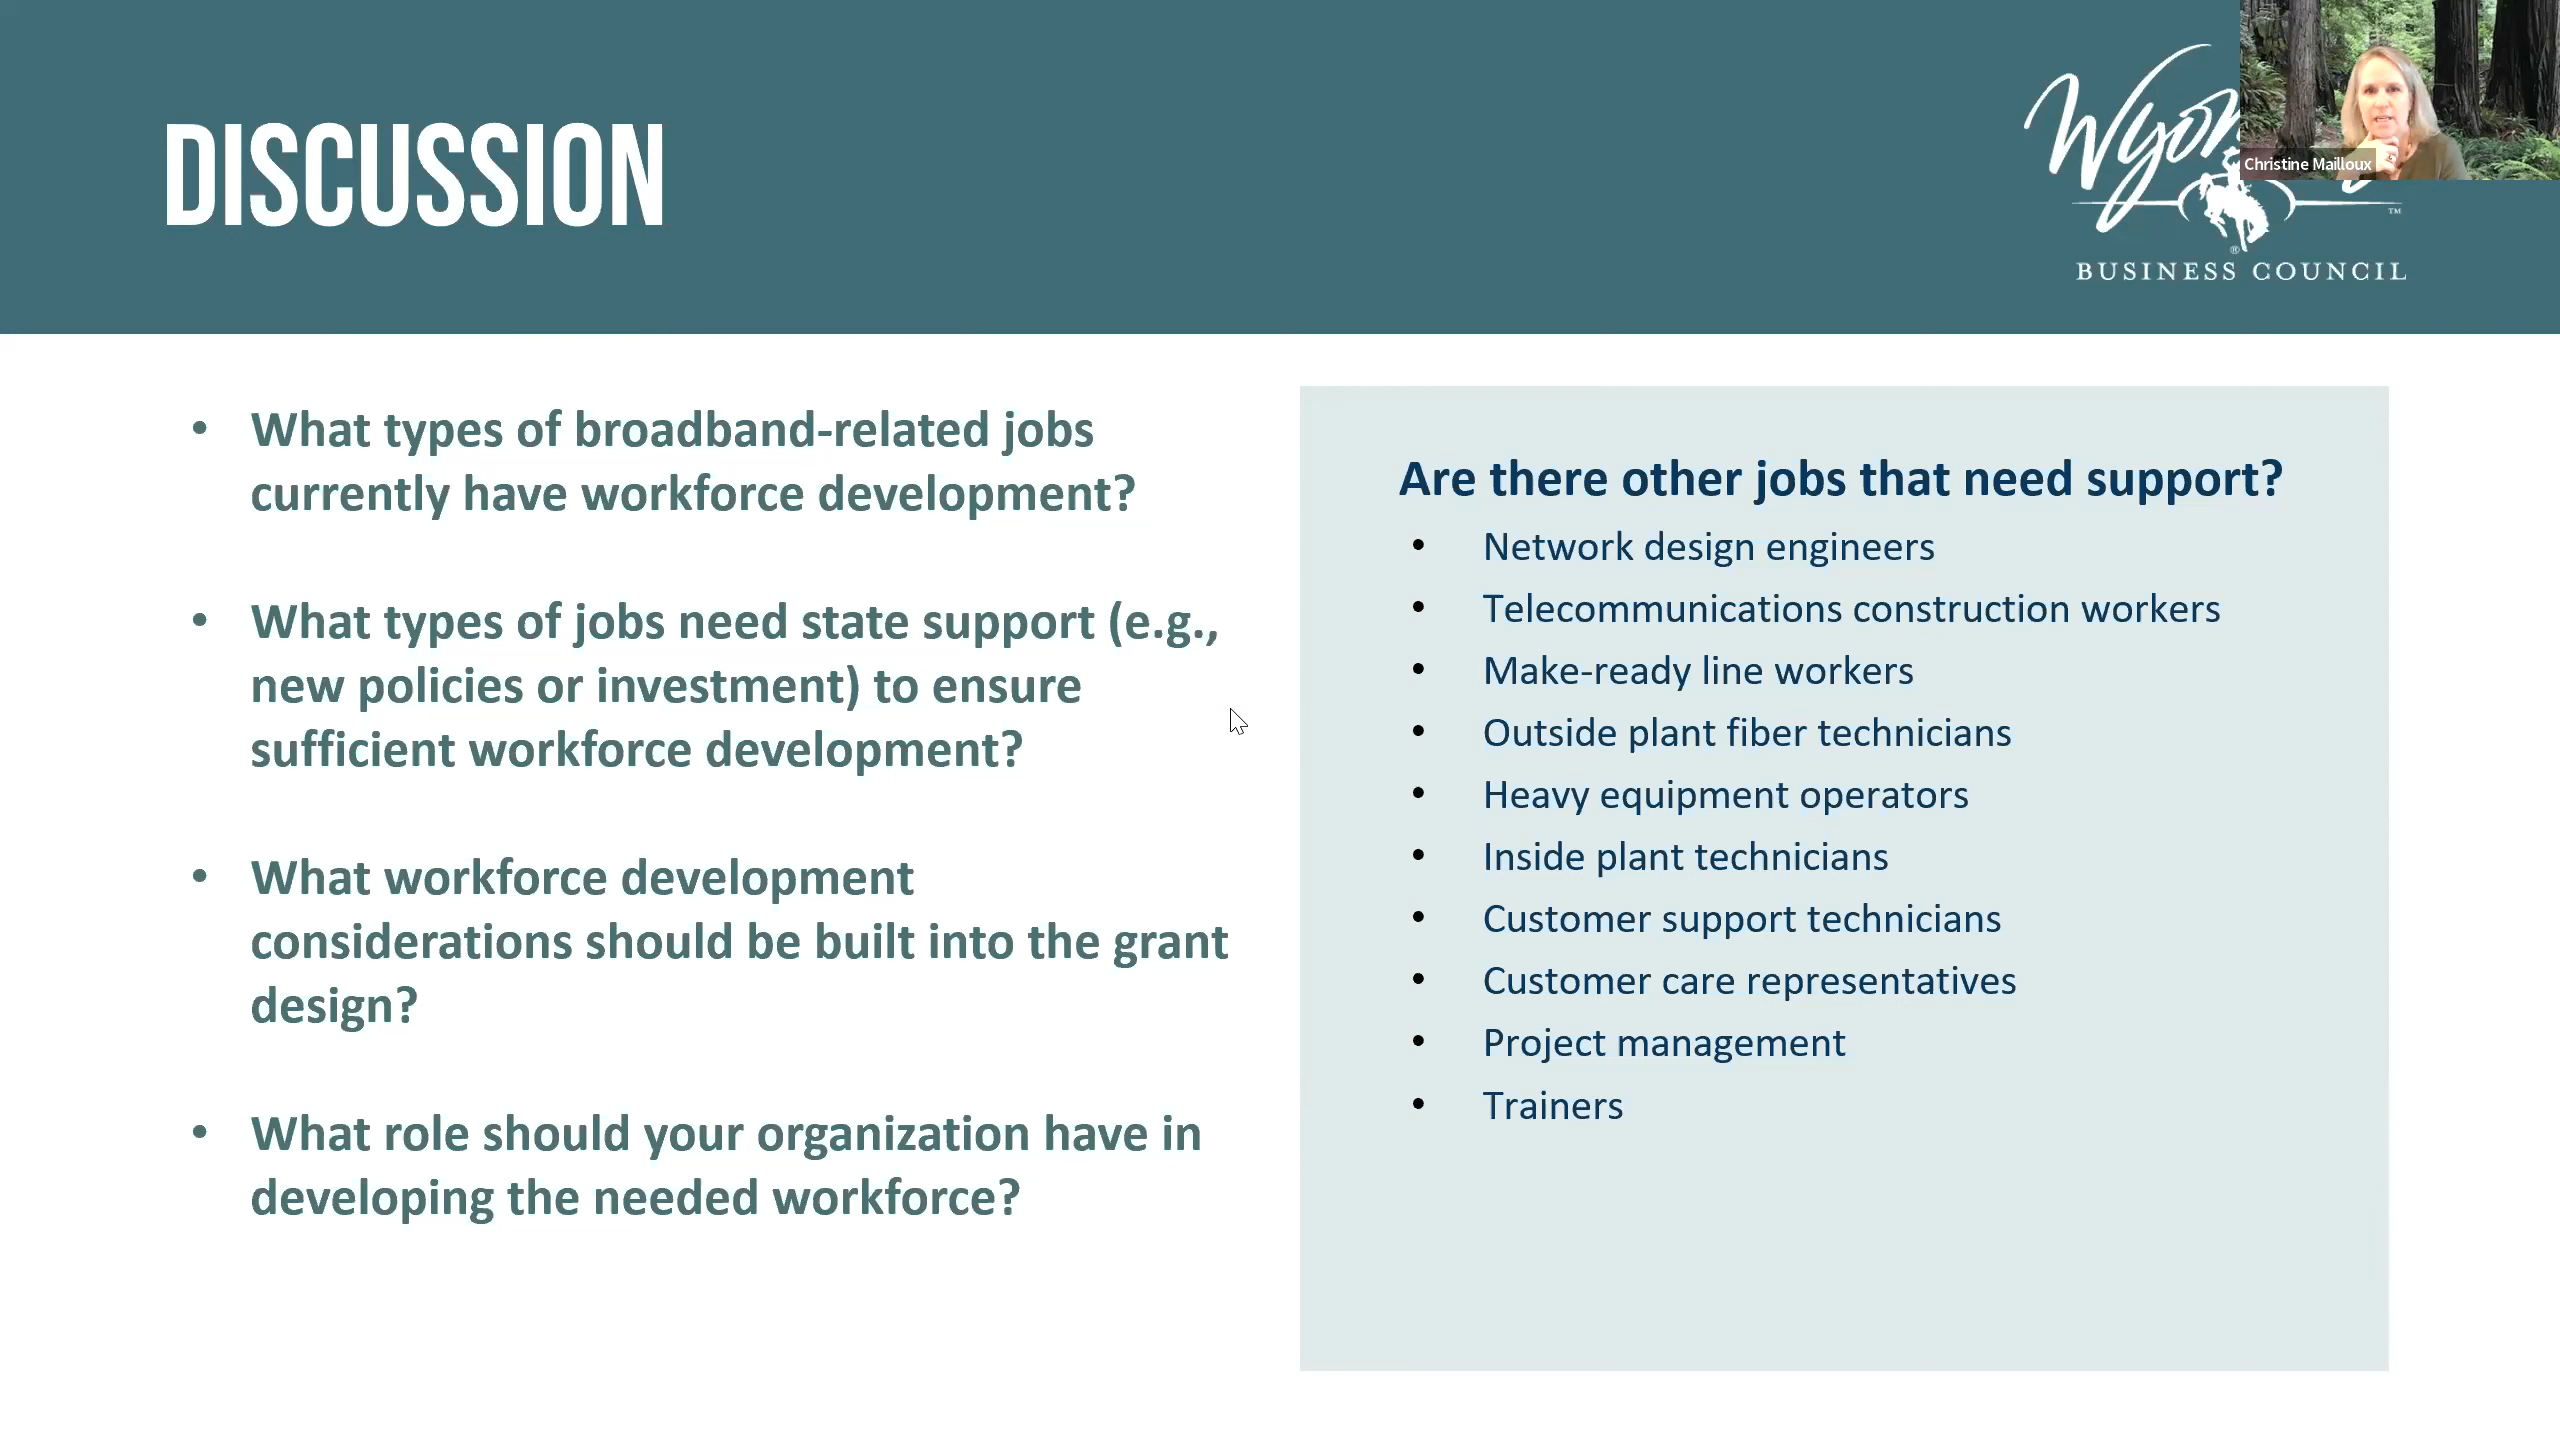 DISCUSSION
Christine Mailloux
TM
®
BUSINESS COUNCIL
• What types of broadband-related jobs
currently have workforce development?
• What types of jobs need state support (e.g.,
new policies or investment) to ensure
sufficient workforce development?
• What workforce development
considerations should be built into the grant
design?
• What role should your organization have in
developing the needed workforce?
Are there other jobs that need support?
• Network design engineers
• Telecommunications construction workers
• Make-ready line workers
• Outside plant fiber technicians
• Heavy equipment operators
• Inside plant technicians
• Customer support technicians
• Customer care representatives
• Project management
• Trainers